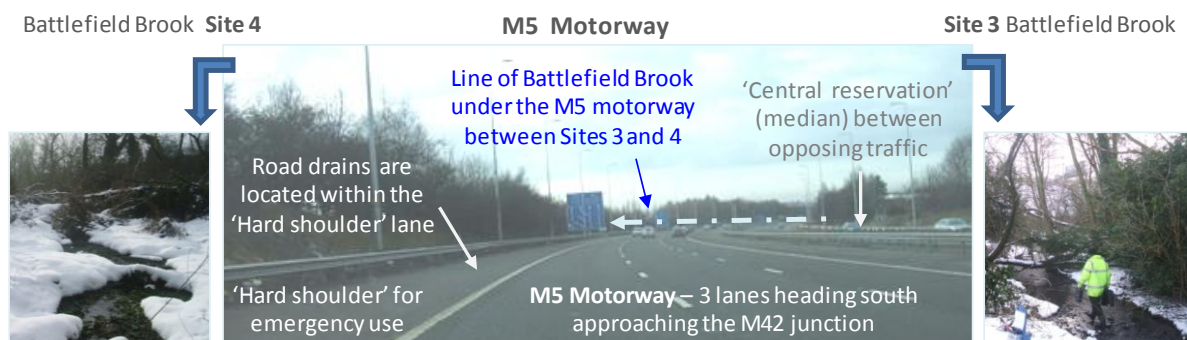 Battlefield Brook Site 4
M5 Motorway
Site 3 Battlefield Brook
Line of Battlefield Brook
under the M5 motorway
between Sites 3 and 4
‘Central reservation’
(median) between
opposing traffic
Road drains are
located within the
‘Hard shoulder’ lane
‘Hard shoulder’ for
emergency use
M5 Motorway – 3 lanes heading south
approaching the M42 junction